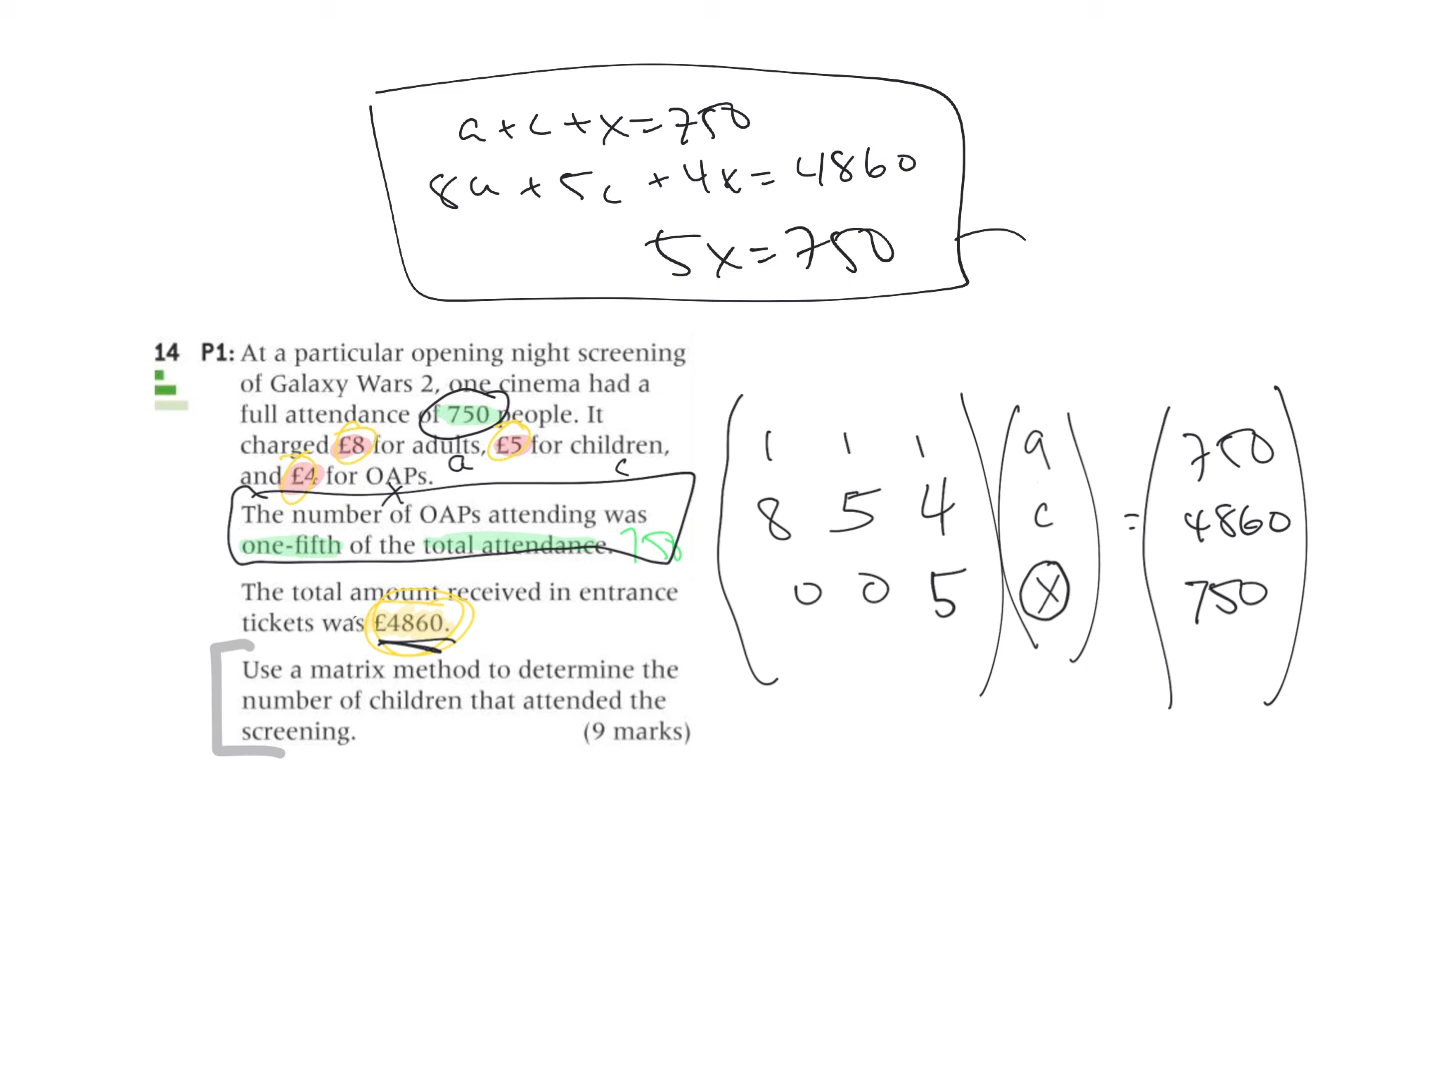 a + c + x = 750
8a + 5c + 4x = 4860
5x = 750
14 P1: At a particular opening night screening
of Galaxy Wars 2, one cinema had a
full attendance of 750 people. It
charged £8 for adults, £5 for children,
a c
and £4 for OAPs.
x
The number of OAPs attending was
one-fifth of the total attendance. 750
The total amount received in entrance
tickets was £4860.
Use a matrix method to determine the
number of children that attended the
screening. (9 marks)
1 1 1 a 750
8 5 4 c = 4860
0 0 5 x 750